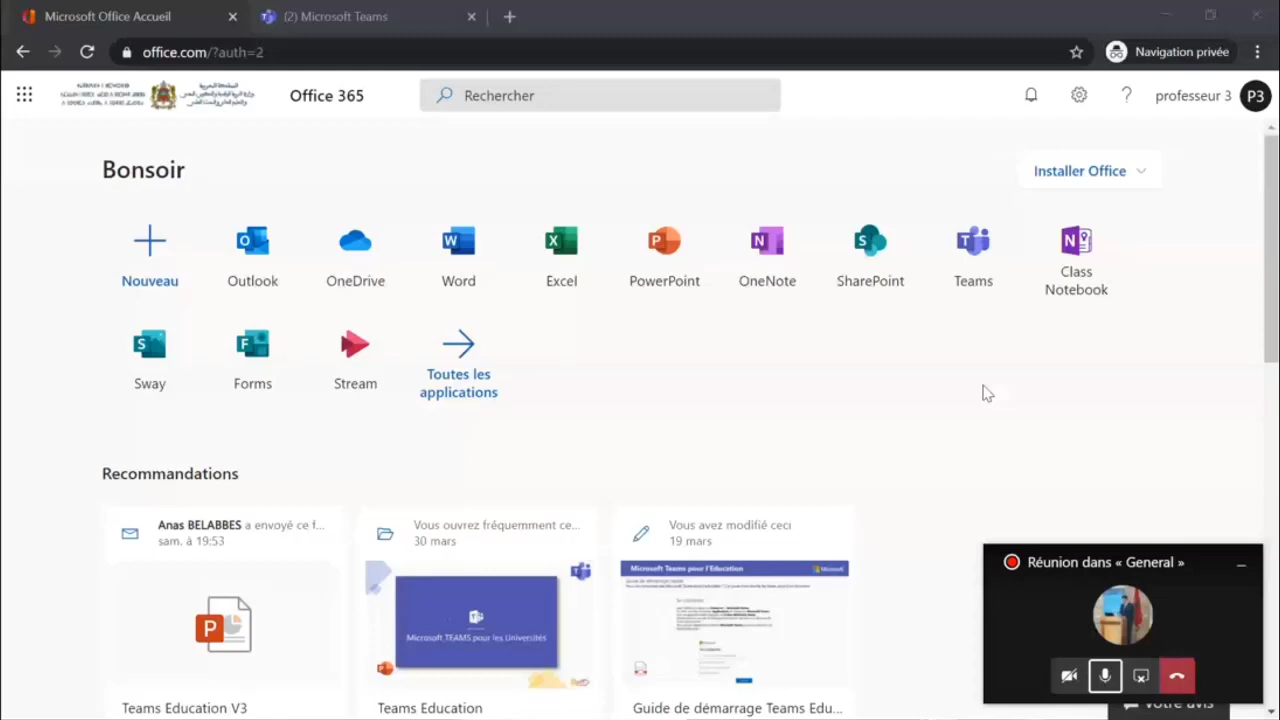 Microsoft Office Accueil
(2) Microsoft Teams
office.com/?auth=2
Navigation privée
Office 365
Rechercher
professeur 3
P3
Bonsoir
Installer Office
Nouveau
Outlook
OneDrive
Word
Excel
PowerPoint
OneNote
SharePoint
Teams
Class
Notebook
Sway
Forms
Stream
Toutes les
applications
Recommandations
Anas BELABBES a envoyé ce f...
sam. à 19:53
Vous ouvrez fréquemment ce...
30 mars
Vous avez modifié ceci
19 mars
Microsoft TEAMS pour les Universités
Microsoft Teams pour l'Education
Microsoft
Teams Education V3
Teams Education
Guide de démarrage Teams Edu...
Réunion dans « General »
Votre avis